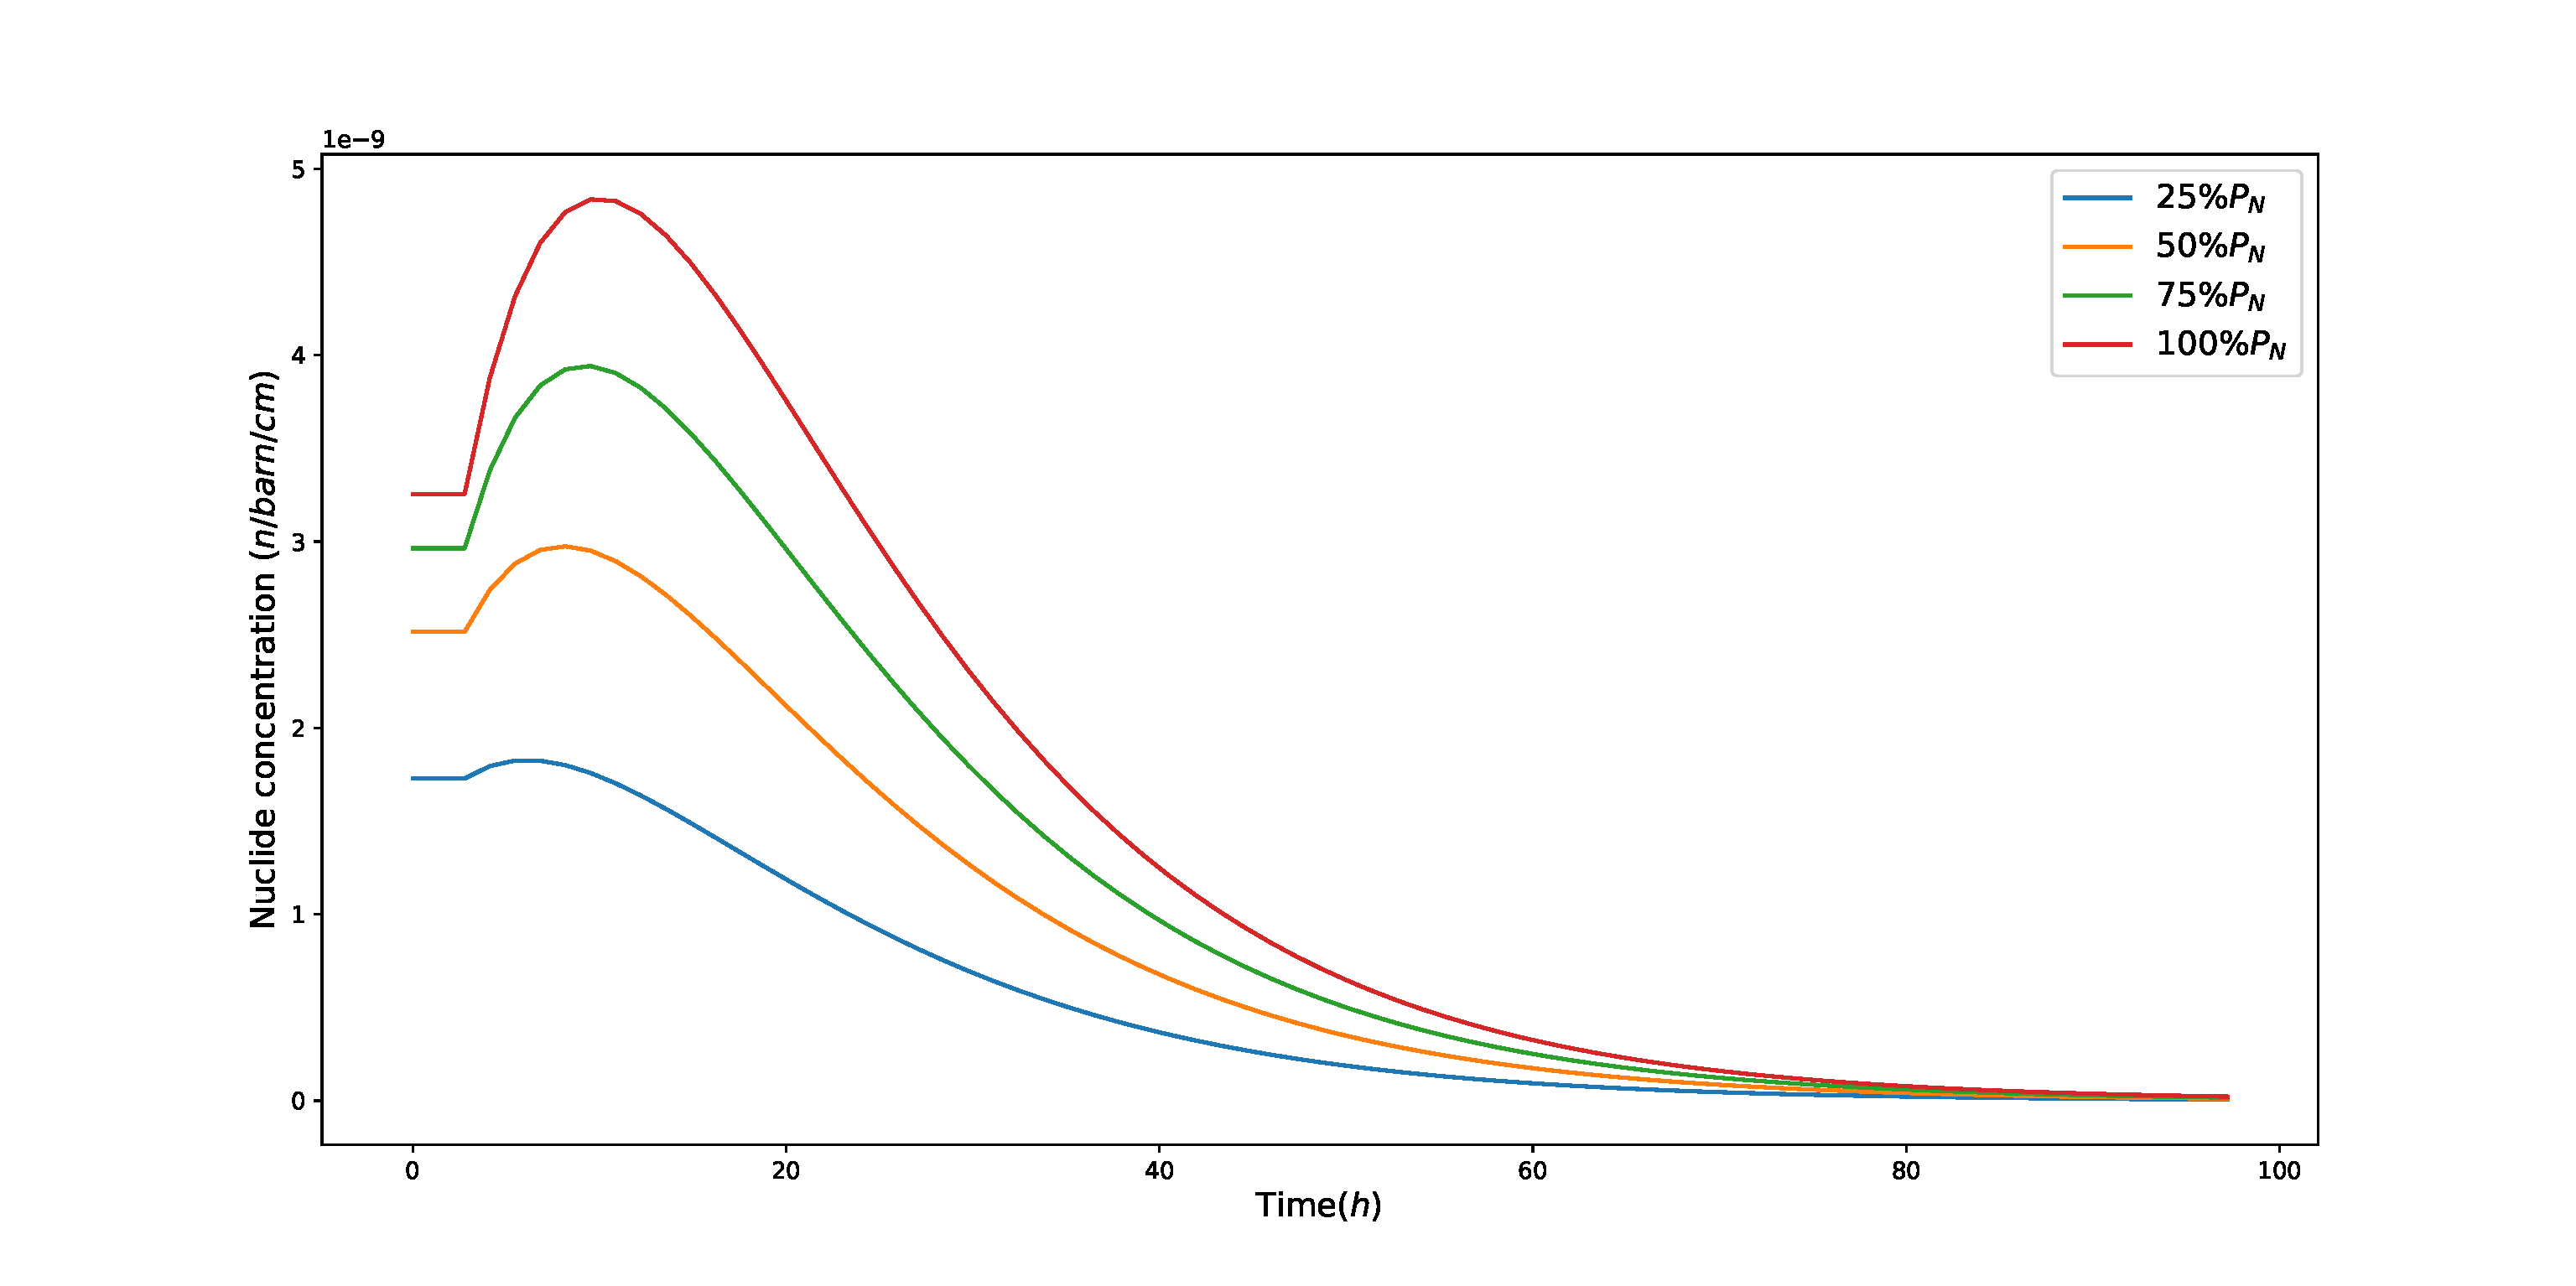 1e−9
5
4
3
2
1
0
Nuclide concentration (n/barn/cm)
0 20 40 60 80 100
Time(h)
25%P_N
50%P_N
75%P_N
100%P_N